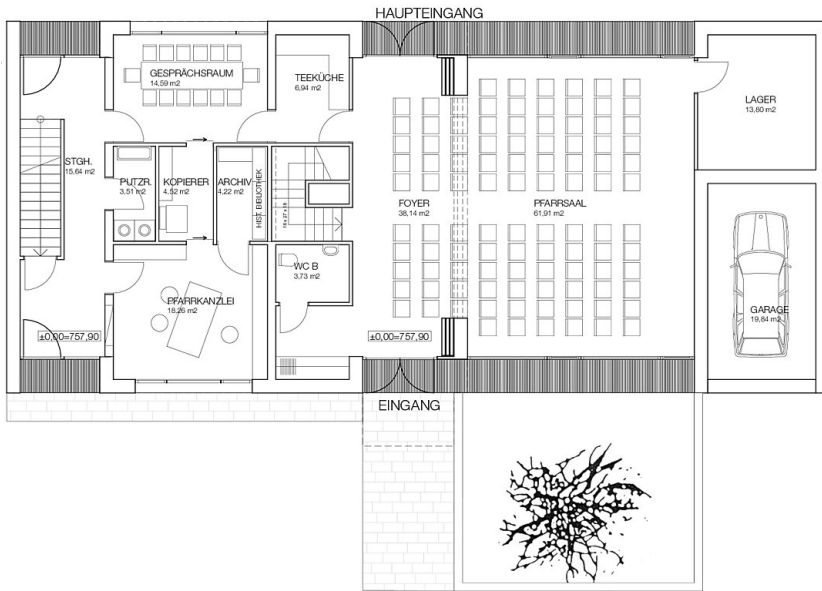 HAUPTEINGANG
GESPRÄCHSRAUM
14,59 m2
TEEKÜCHE
6,94 m2
LAGER
13,60 m2
STGH.
15,64 m2
PUTZR.
3,51 m2
KOPIERER
4,52 m2
ARCHIV
4,22 m2
HIST. BIBLIOTHEK
FOYER
38,14 m2
PFARRSAAL
61,91 m2
WC B
3,73 m2
PFARRKANZLEI
18,26 m2
GARAGE
19,84 m2
±0,00=757,90
±0,00=757,90
EINGANG